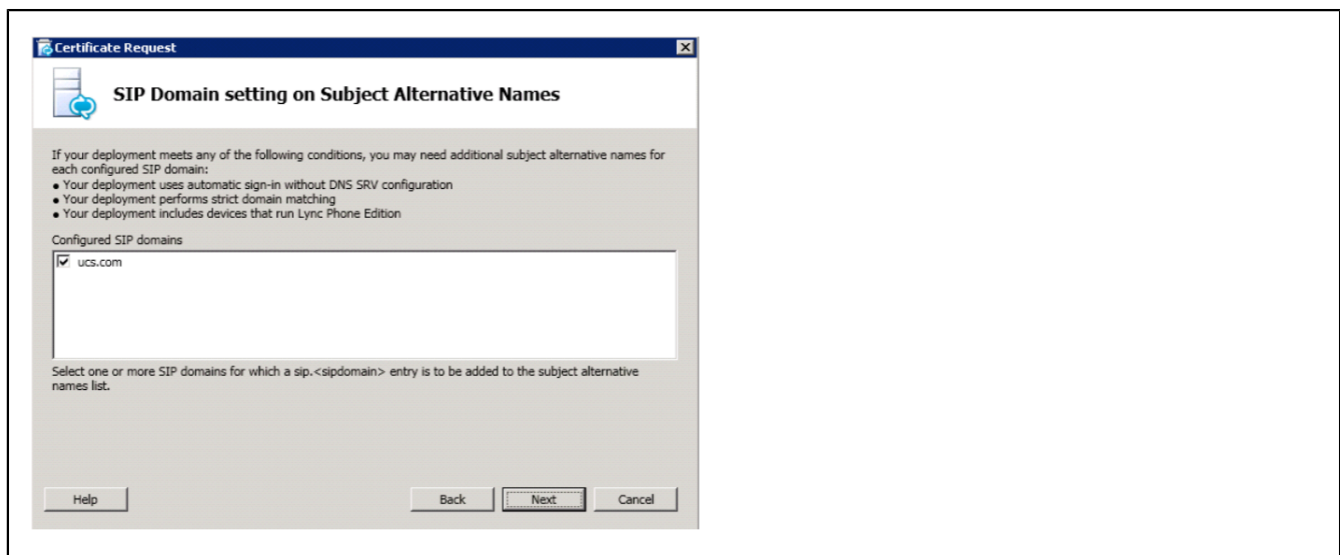 Certificate Request
SIP Domain setting on Subject Alternative Names
If your deployment meets any of the following conditions, you may need additional subject alternative names for
each configured SIP domain:
• Your deployment uses automatic sign-in without DNS SRV configuration
• Your deployment performs strict domain matching
• Your deployment includes devices that run Lync Phone Edition
Configured SIP domains
ucs.com
Select one or more SIP domains for which a sip.<sipdomain> entry is to be added to the subject alternative
names list.
Help Back Next Cancel